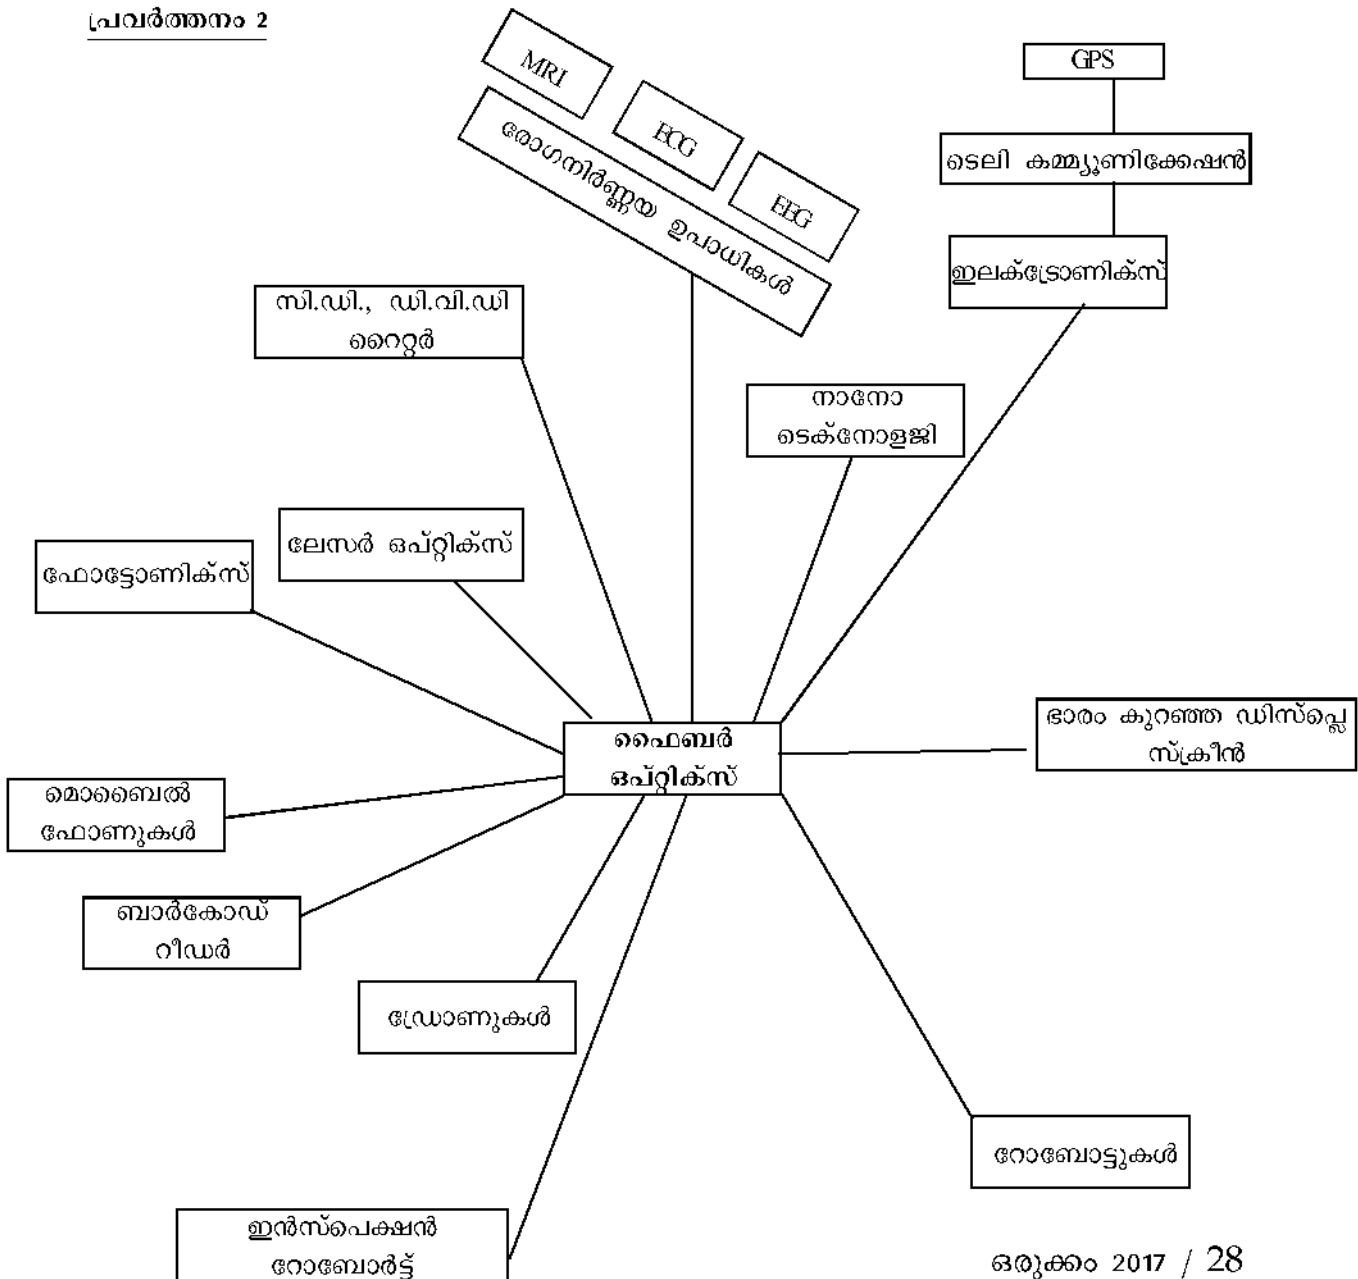 പ്രവർത്തനം 2
MRI
ECG
EEG
രോഗനിർണ്ണയ ഉപാധികൾ
GPS
ടെലി കമ്മ്യൂണിക്കേഷൻ
ഇലക്ട്രോണിക്സ്
സി.ഡി., ഡി.വി.ഡി
റൈറ്റർ
നാനോ
ടെക്നോളജി
ലേസർ ഒപ്റ്റിക്സ്
ഫോട്ടോണിക്സ്
ഫൈബർ
ഒപ്റ്റിക്സ്
ഭാരം കുറഞ്ഞ ഡിസ്പ്ലെ
സ്ക്രീൻ
മൊബൈൽ
ഫോണുകൾ
ബാർകോഡ്
റീഡർ
ഡ്രോണുകൾ
റോബോട്ടുകൾ
ഇൻസ്പെക്ഷൻ
റോബോർട്ട്
ഒരുക്കം 2017 / 28